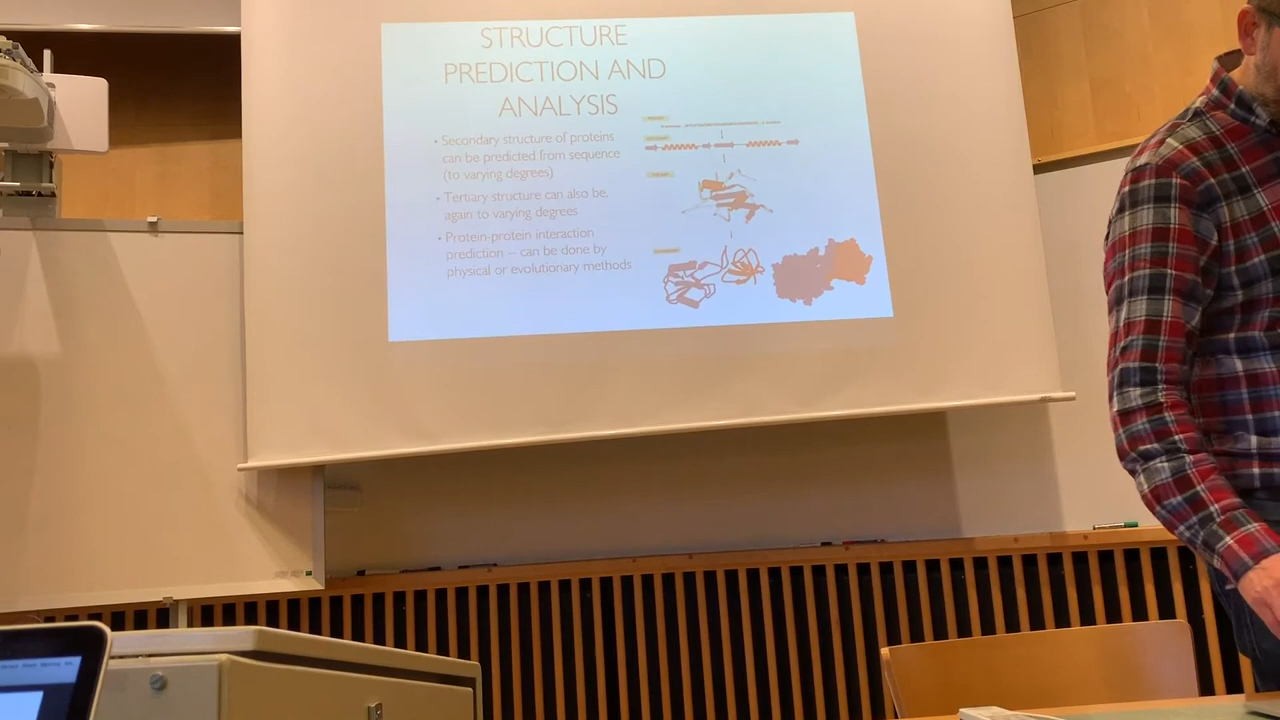 STRUCTURE
PREDICTION AND
ANALYSIS
• Secondary structure of proteins
can be predicted from sequence
(to varying degrees)
• Tertiary structure can also be,
again to varying degrees
• Protein-protein interaction
prediction – can be done by
physical or evolutionary methods